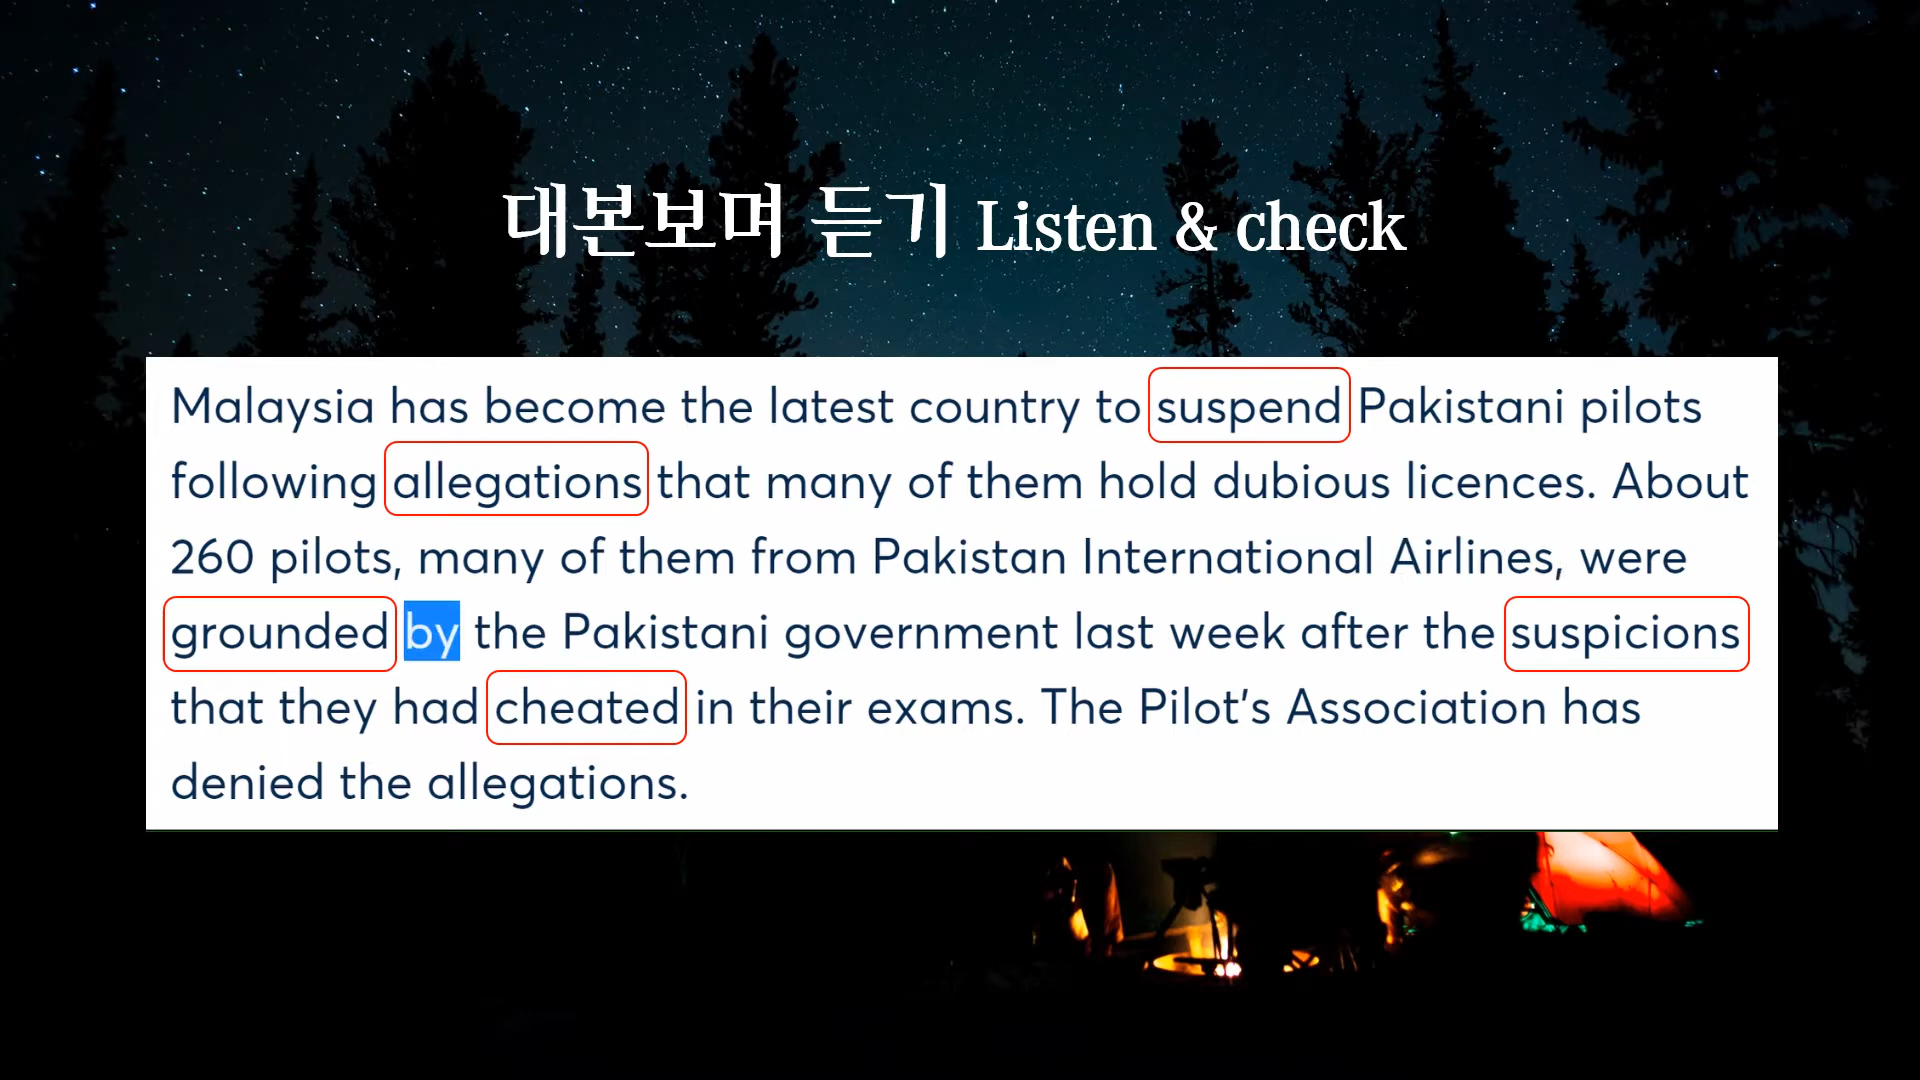 대본보며 듣기 Listen & check
Malaysia has become the latest country to suspend Pakistani pilots
following allegations that many of them hold dubious licences. About
260 pilots, many of them from Pakistan International Airlines, were
grounded by the Pakistani government last week after the suspicions
that they had cheated in their exams. The Pilot's Association has
denied the allegations.